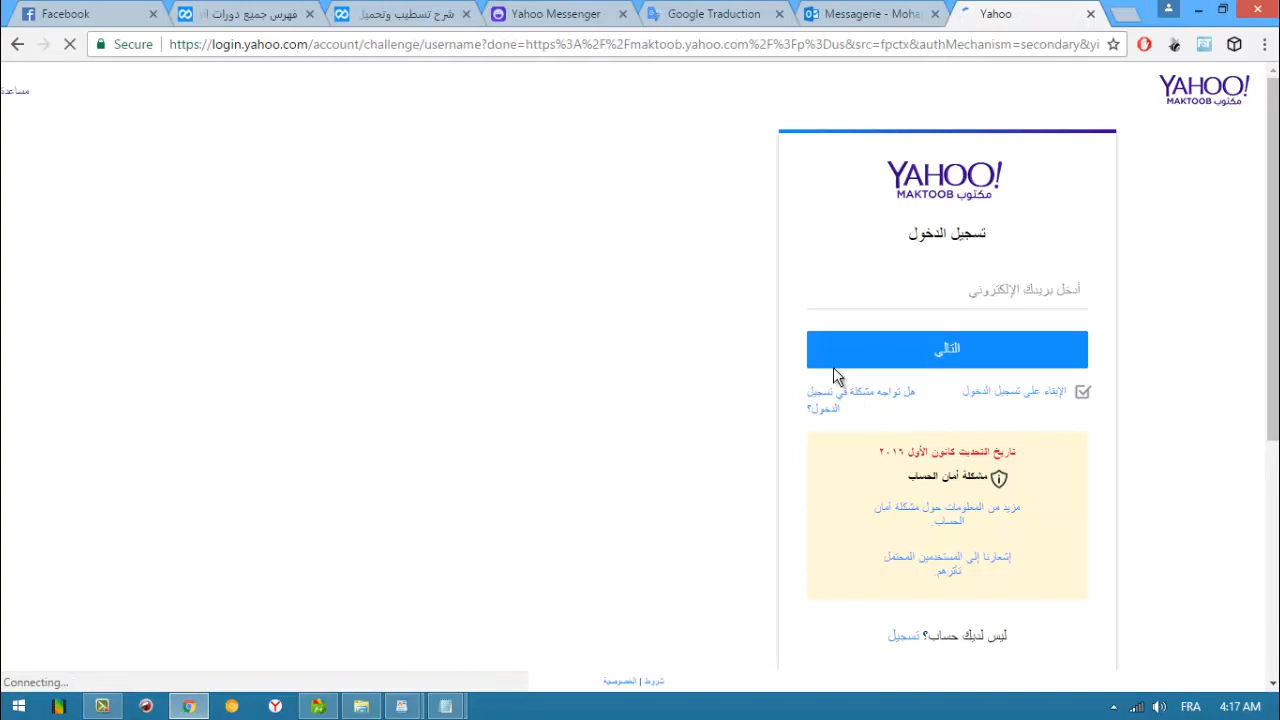 Facebook
فهرس جميع دورات ال
شرح تسطيب وتحميل
Yahoo Messenger
Google Traduction
Messagerie - Moha
Yahoo
Secure
https://login.yahoo.com/account/challenge/username?done=https%3A%2F%2Fmaktoob.yahoo.com%2F%3Fp%3Dus&src=fpctx&authMechanism=secondary&yi
مساعدة
YAHOO!
MAKTOOB مكتوب
YAHOO!
MAKTOOB مكتوب
تسجيل الدخول
أدخل بريدك الإلكتروني
التالي
الإبقاء على تسجيل الدخول
هل تواجه مشكلة في تسجيل
الدخول؟
تاريخ التحديث كانون الأول ٢٠١٦
مشكلة أمان الحساب
مزيد من المعلومات حول مشكلة أمان
الحساب.
إشعارنا إلى المستخدمين المحتمل
تأثرهم.
ليس لديك حساب؟ تسجيل
شروط | الخصوصية
Connecting...
FRA
4:17 AM